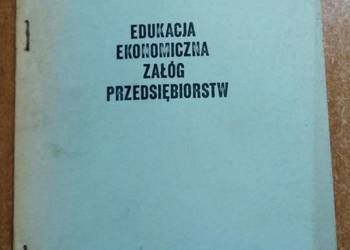 EDUKACJA
EKONOMICZNA
ZAŁÓG
PRZEDSIĘBIORSTW